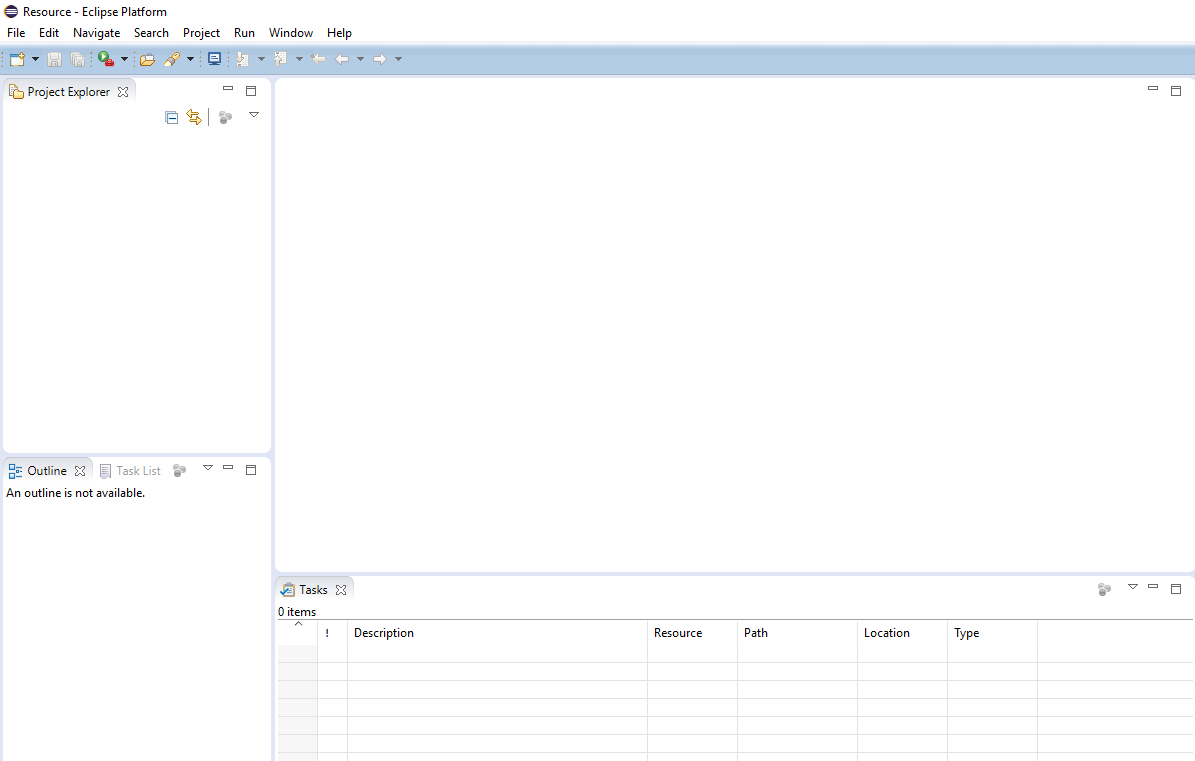 Resource - Eclipse Platform
File Edit Navigate Search Project Run Window Help
Project Explorer
Outline Task List
An outline is not available.
Tasks
0 items
! Description Resource Path Location Type